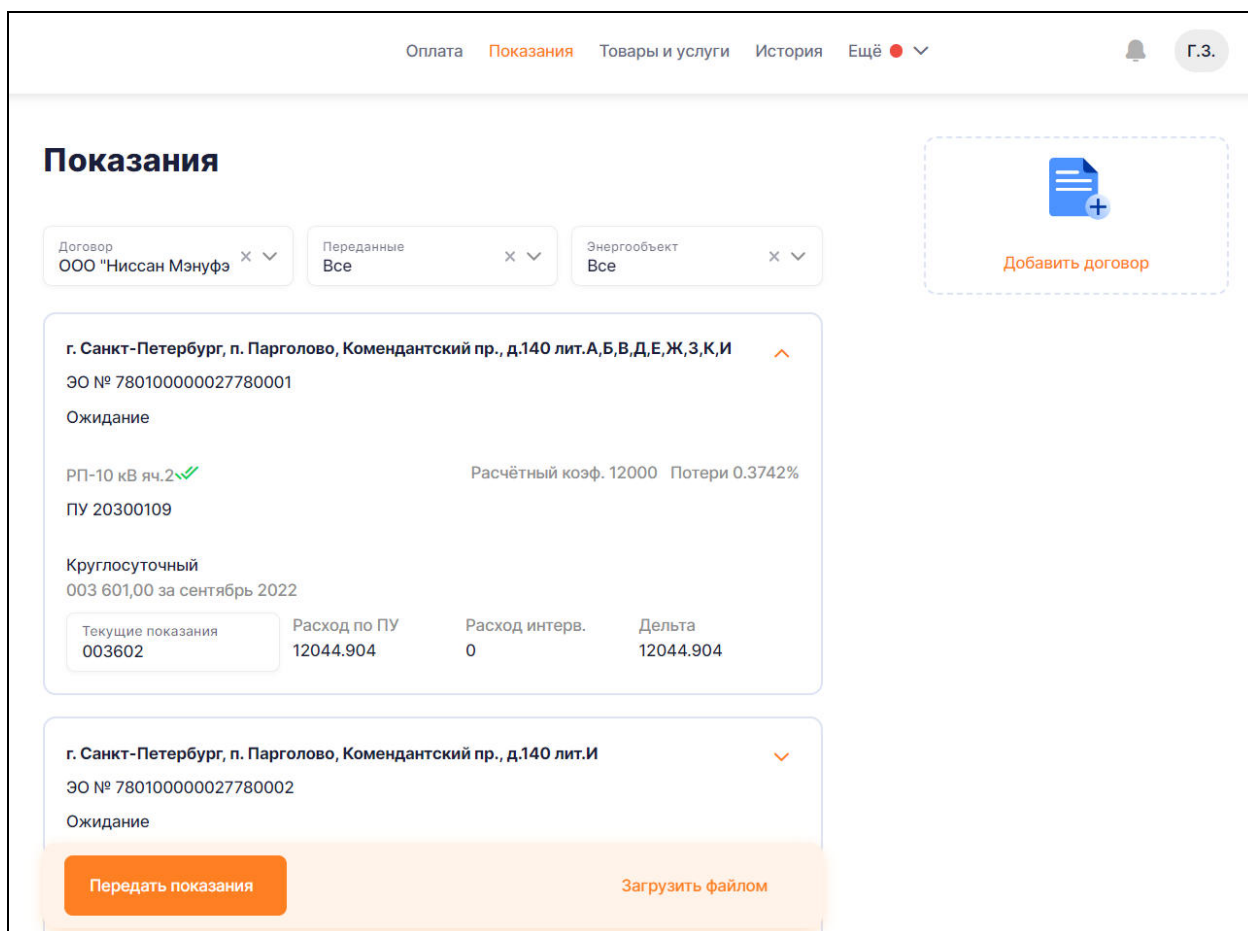 Оплата Показания Товары и услуги История Ещё Г.З.
Показания
Договор
ООО "Ниссан Мэнуфэ
Переданные
Все
Энергообъект
Все
Добавить договор
г. Санкт-Петербург, п. Парголово, Комендантский пр., д.140 лит.А,Б,В,Д,Е,Ж,З,К,И
ЭО № 780100000027780001
Ожидание
РП-10 кВ яч.2 Расчётный коэф. 12000 Потери 0.3742%
ПУ 20300109
Круглосуточный
003 601,00 за сентябрь 2022
Текущие показания
003602
Расход по ПУ
12044.904
Расход интерв.
0
Дельта
12044.904
г. Санкт-Петербург, п. Парголово, Комендантский пр., д.140 лит.И
ЭО № 780100000027780002
Ожидание
Передать показания Загрузить файлом